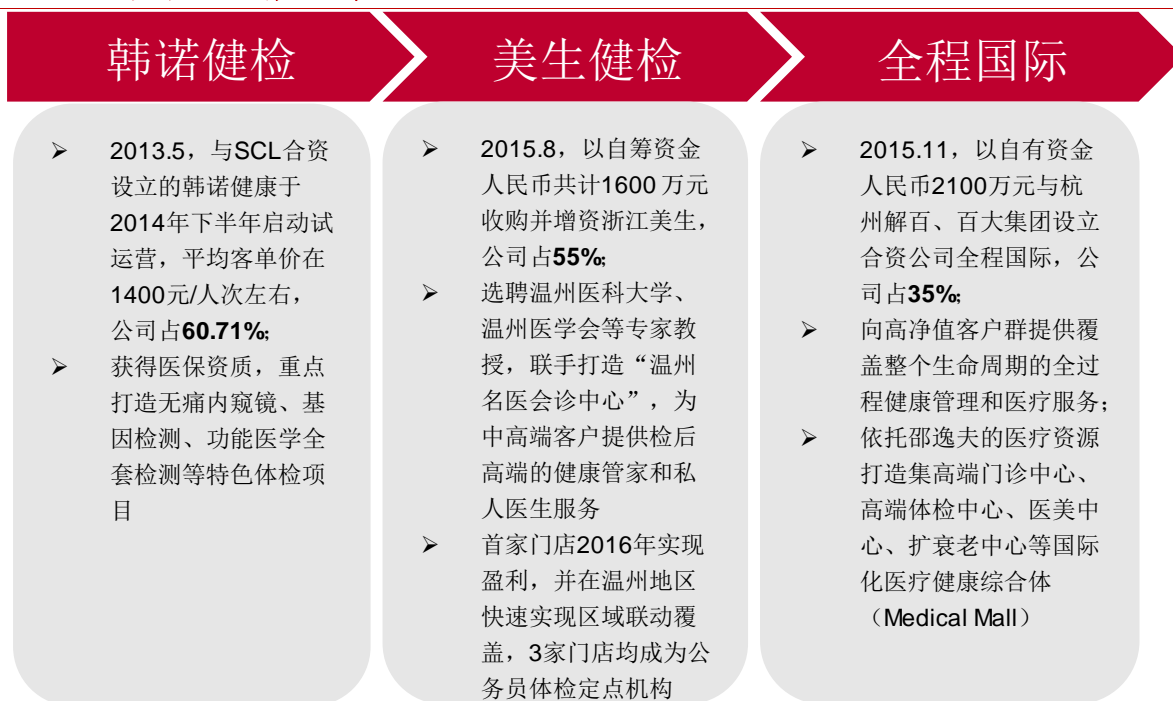 韩诺健检
➢ 2013.5，与SCL合资
设立的韩诺健康于
2014年下半年启动试
运营，平均客单价在
1400元/人次左右，
公司占60.71%;
➢ 获得医保资质，重点
打造无痛内窥镜、基
因检测、功能医学全
套检测等特色体检项
目
美生健检
➢ 2015.8，以自筹资金
人民币共计1600 万元
收购并增资浙江美生，
公司占55%;
➢ 选聘温州医科大学、
温州医学会等专家教
授，联手打造“温州
名医会诊中心”，为
中高端客户提供检后
高端的健康管家和私
人医生服务
➢ 首家门店2016年实现
盈利，并在温州地区
快速实现区域联动覆
盖，3家门店均成为公
务员体检定点机构
全程国际
➢ 2015.11，以自有资金
人民币2100万元与杭
州解百、百大集团设立
合资公司全程国际，公
司占35%;
➢ 向高净值客户群提供覆
盖整个生命周期的全过
程健康管理和医疗服务；
➢ 依托邵逸夫的医疗资源
打造集高端门诊中心、
高端体检中心、医美中
心、扩衰老中心等国际
化医疗健康综合体
（Medical Mall）